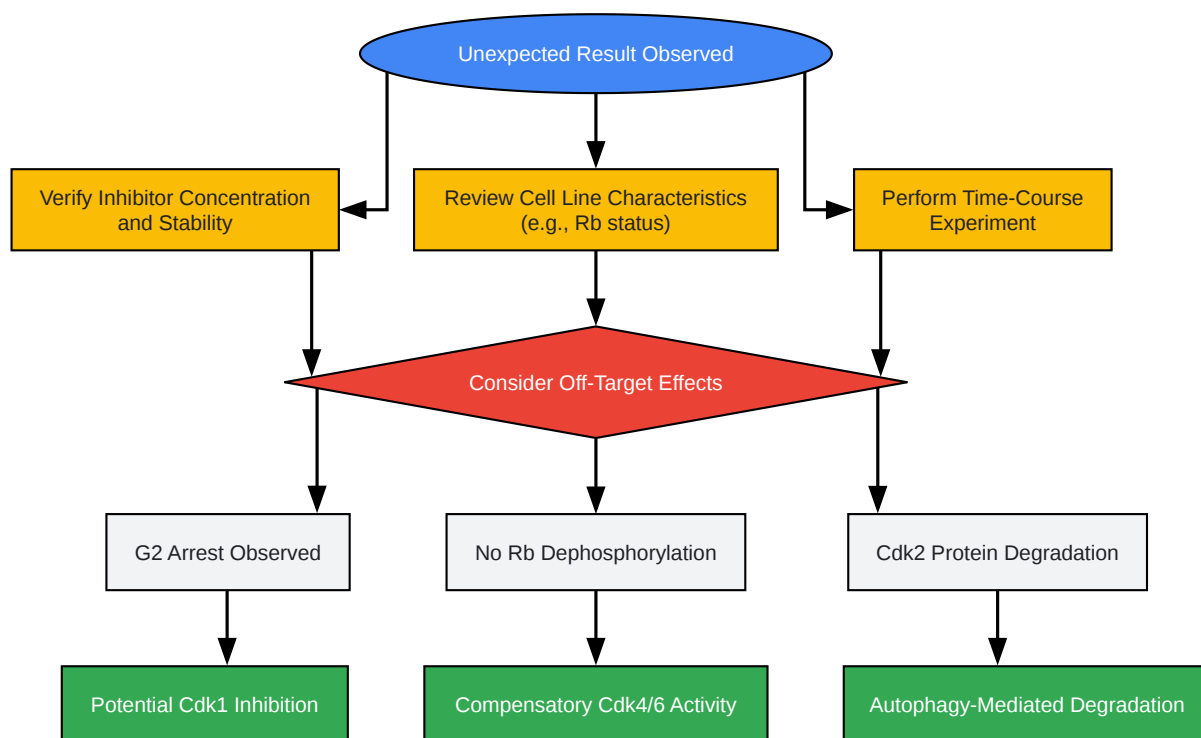 Unexpected Result Observed
Verify Inhibitor Concentration
and Stability
Review Cell Line Characteristics
(e.g., Rb status)
Perform Time-Course
Experiment
Consider Off-Target Effects
G2 Arrest Observed
No Rb Dephosphorylation
Cdk2 Protein Degradation
Potential Cdk1 Inhibition
Compensatory Cdk4/6 Activity
Autophagy-Mediated Degradation